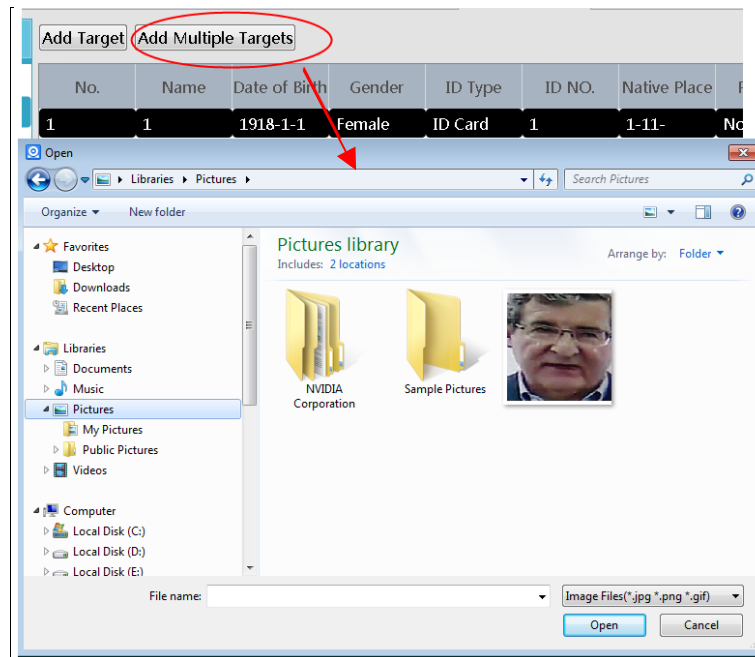 Add Target Add Multiple Targets
No. Name Date of Birth Gender ID Type ID NO. Native Place
1 1 1918-1-1 Female ID Card 1 1-11- No
Open
Libraries Pictures
Search Pictures
Organize New folder
Favorites
Desktop
Downloads
Recent Places
Libraries
Documents
Music
Pictures
My Pictures
Public Pictures
Videos
Computer
Local Disk (C:)
Local Disk (D:)
Local Disk (E:)
Pictures library
Includes: 2 locations
Arrange by: Folder
NVIDIA
Corporation
Sample Pictures
File name:
Image Files(*.jpg *.png *.gif)
Open Cancel